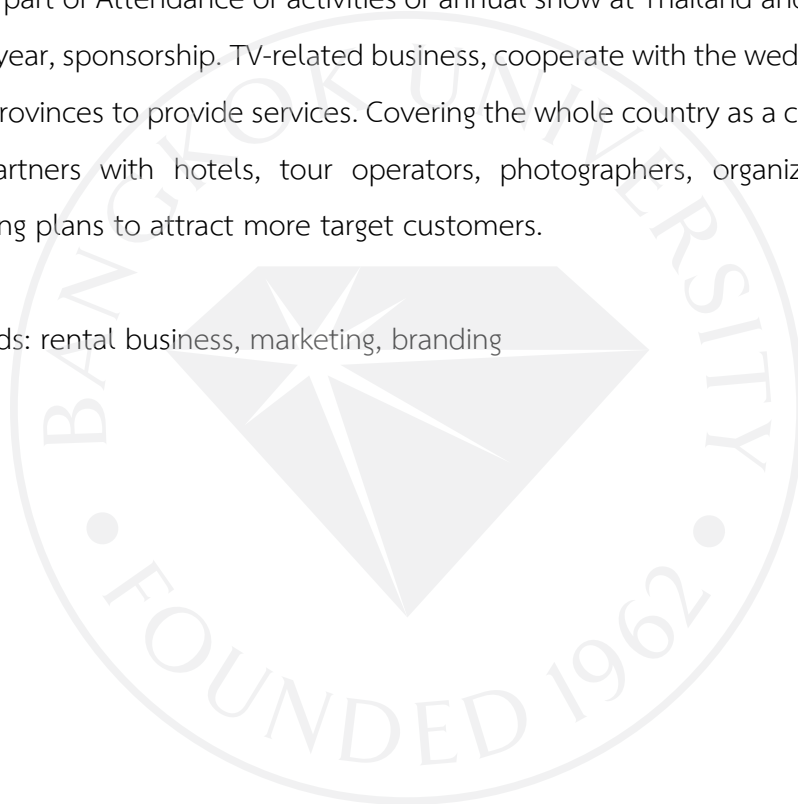 part of Attendance of activities of annual show at Thailand and
year, sponsorship. TV-related business, cooperate with the wed
rovinces to provide services. Covering the whole country as a c
artners with hotels, tour operators, photographers, organiz
ng plans to attract more target customers.
ds: rental business, marketing, branding
BANGKOK UNIVERSITY
FOUNDED 1962